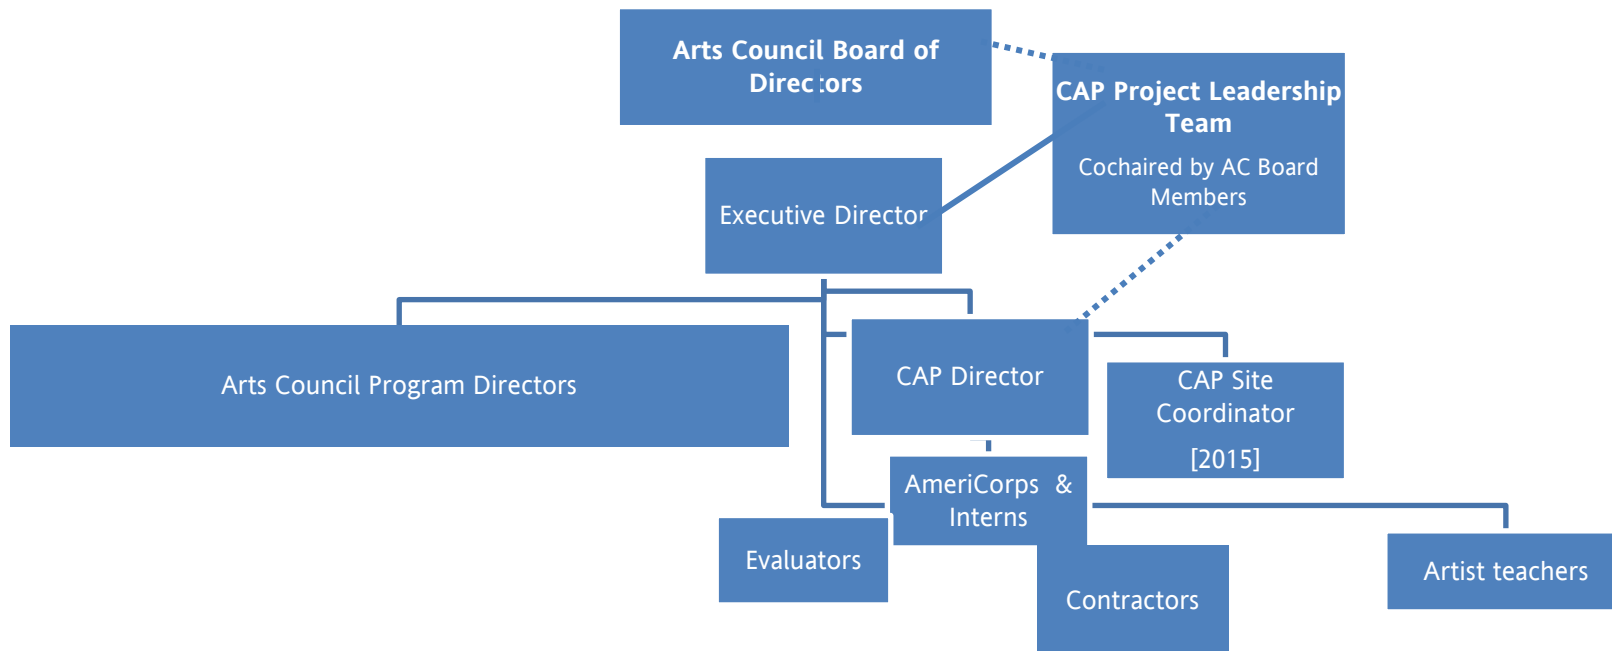 Arts Council Board of
Directors
CAP Project Leadership
Team
Cochaired by AC Board
Members
Executive Director
Arts Council Program Directors
CAP Director
CAP Site
Coordinator
[2015]
AmeriCorps & 
Interns
Evaluators
Contractors
Artist teachers